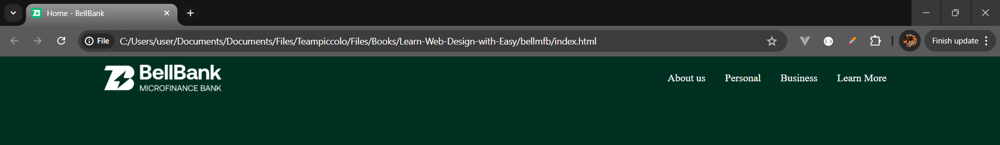 Home - BellBank
File C:/Users/user/Documents/Documents/Files/Teampiccolo/Files/Books/Learn-Web-Design-with-Easy/bellmfb/index.html Finish update
BellBank
MICROFINANCE BANK
About us Personal Business Learn More